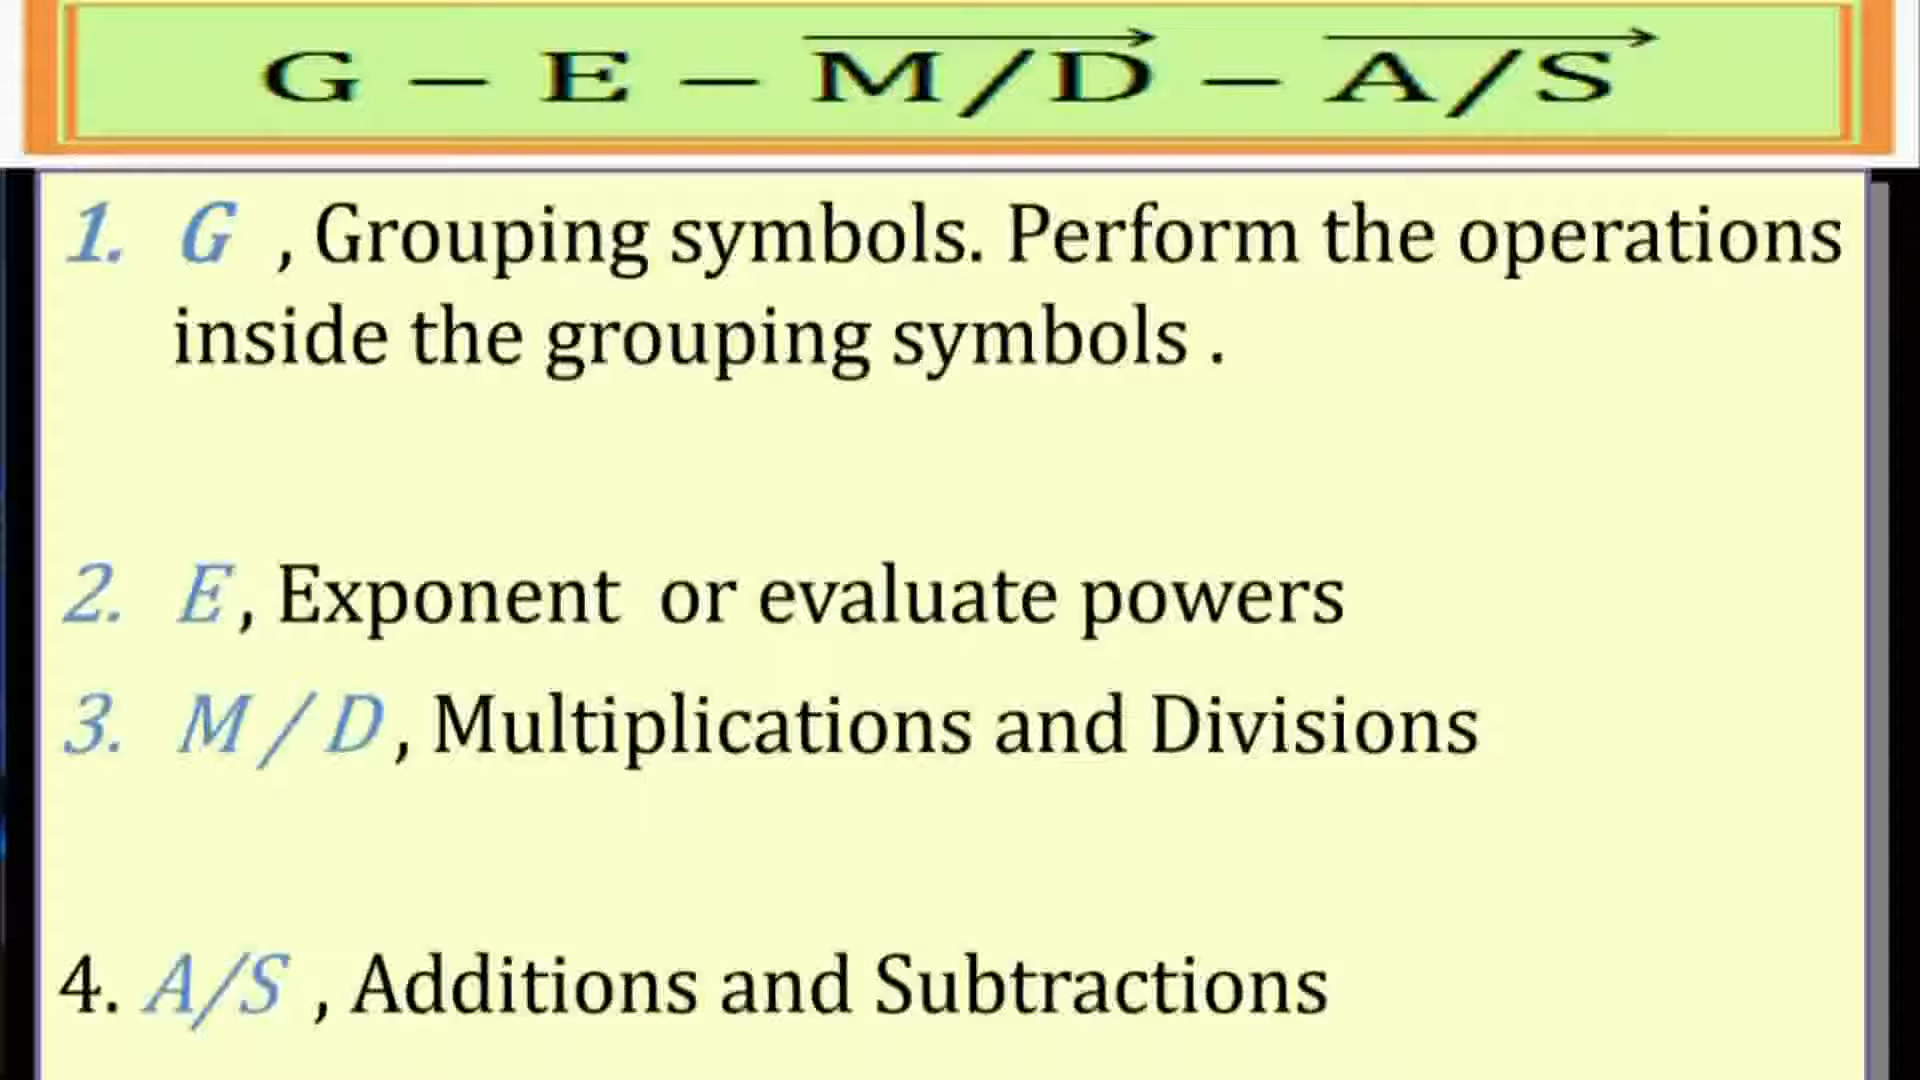 G – E – M/D – A/S
1. G , Grouping symbols. Perform the operations
inside the grouping symbols .
2. E, Exponent or evaluate powers
3. M / D, Multiplications and Divisions
4. A/S , Additions and Subtractions